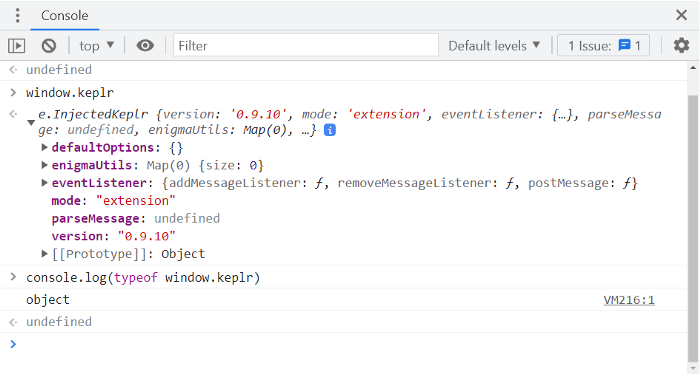 Console
top
Filter
Default levels
1 Issue:
1
undefined
window.keplr
e.InjectedKeplr {version: '0.9.10', mode: 'extension', eventListener: {…}, parseMessa
ge: undefined, enigmaUtils: Map(0), …} i
defaultOptions: {}
enigmaUtils: Map(0) {size: 0}
eventListener: {addMessageListener: ƒ, removeMessageListener: ƒ, postMessage: ƒ}
mode: "extension"
parseMessage: undefined
version: "0.9.10"
[[Prototype]]: Object
console.log(typeof window.keplr)
object VM216:1
undefined